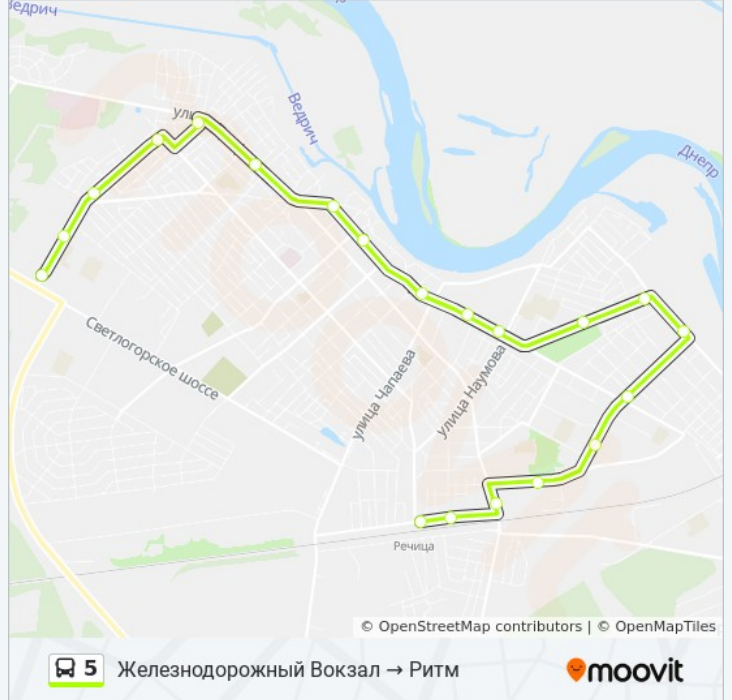 Ведрич
ули
Ведрич
Днепр
Светлогорское шоссе
улица Чапаева
улица Наумова
Речица
© OpenStreetMap contributors | © OpenMapTiles
5 Железнодорожный Вокзал → Ритм
moovit